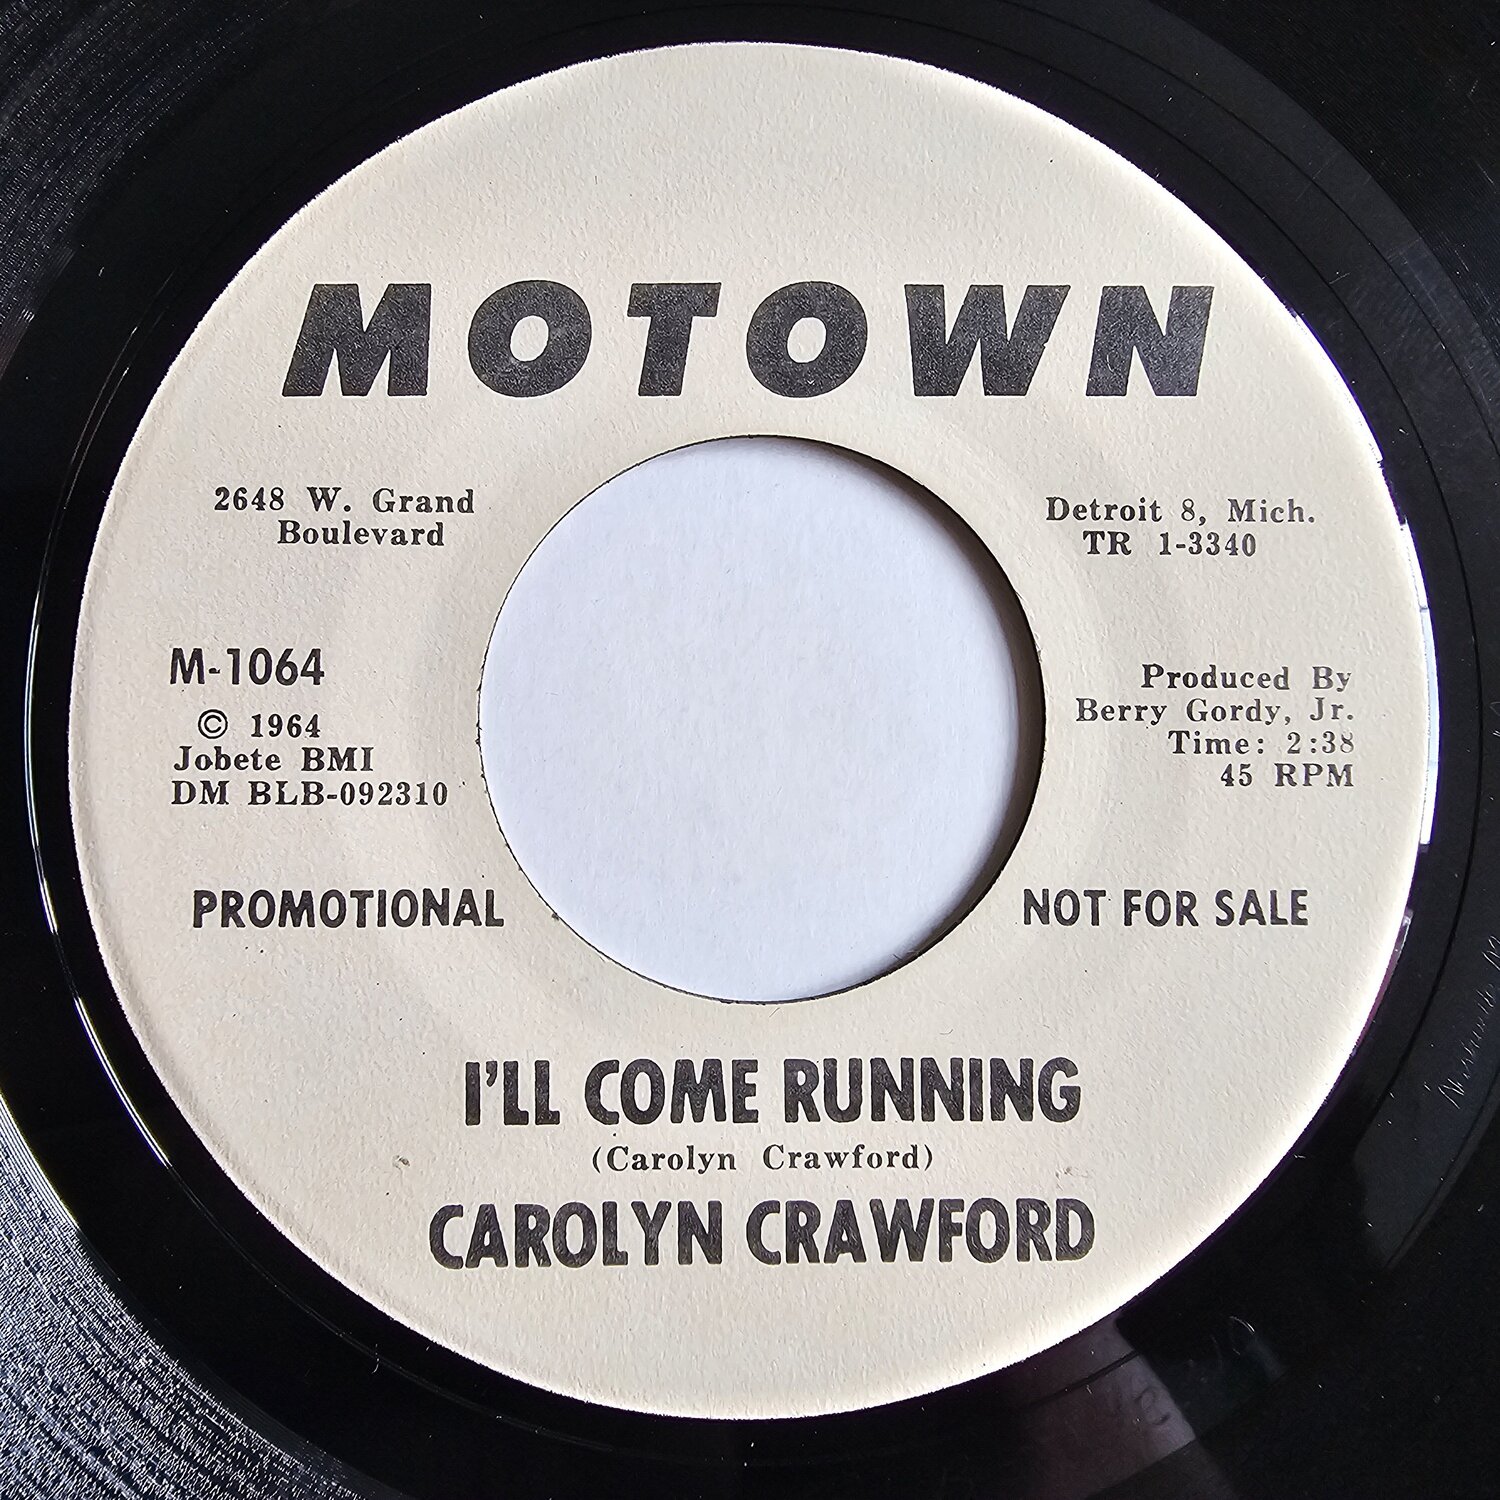 MOTOWN
2648 W. Grand
Boulevard
Detroit 8, Mich.
TR 1-3340
M-1064
© 1964
Jobete BMI
DM BLB-092310
Produced By
Berry Gordy, Jr.
Time: 2:38
45 RPM
PROMOTIONAL
NOT FOR SALE
I'LL COME RUNNING
(Carolyn Crawford)
CAROLYN CRAWFORD